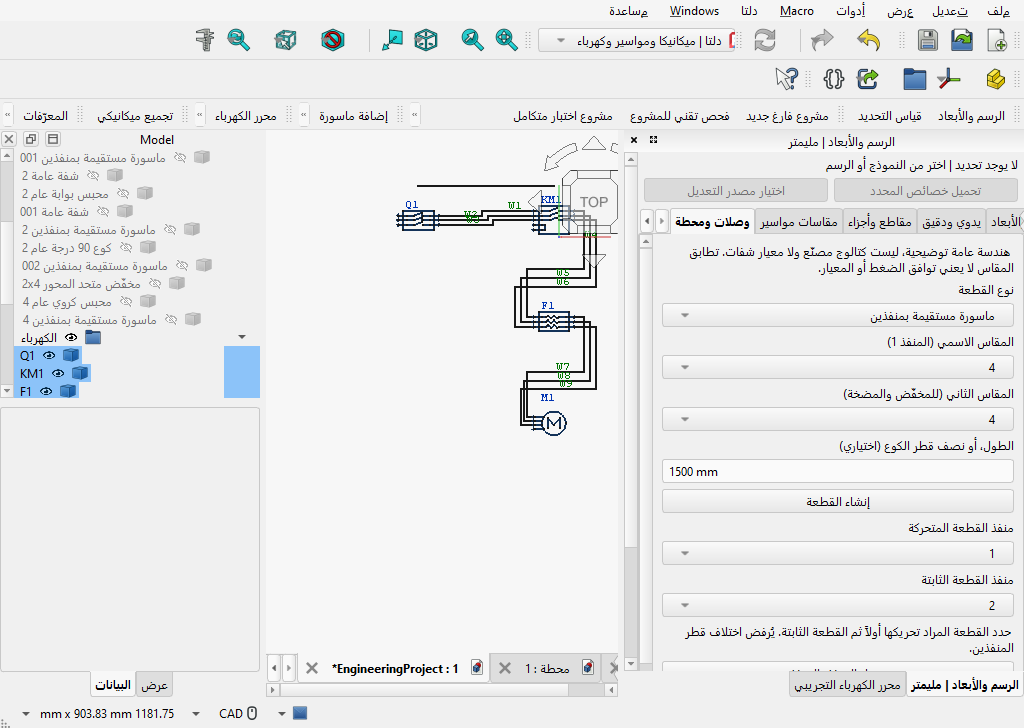 ملف تعديل عرض أدوات Macro دلتا Windows مساعدة
دلتا | ميكانيكا ومواسير وكهرباء
الرسم والأبعاد قياس التحديد مشروع فارغ جديد فحص تقني للمشروع مشروع اختبار متكامل
إضافة ماسورة
محرر الكهرباء
تجميع ميكانيكي
المعرّفات
الرسم والأبعاد | مليمتر
لا يوجد تحديد | اختر من النموذج أو الرسم
تحميل خصائص المحدد
اختيار مصدر التعديل
الأبعاد
يدوي ودقيق
مقاطع وأجزاء
مقاسات مواسير
وصلات ومحطة
هندسة عامة توضيحية، ليست كتالوج مصنّع ولا معيار شفات. تطابق
المقاس لا يعني توافق الضغط أو المعيار.
نوع القطعة
ماسورة مستقيمة بمنفذين
المقاس الاسمي (المنفذ 1)
4
المقاس الثاني (للمخفّض والمضخة)
4
الطول، أو نصف قطر الكوع (اختياري)
1500 mm
إنشاء القطعة
منفذ القطعة المتحركة
1
منفذ القطعة الثابتة
2
حدد القطعة المراد تحريكها أولاً ثم القطعة الثابتة. يُرفض اختلاف قطر
المنفذين.
الرسم والأبعاد | مليمتر
محرر الكهرباء التجريبي
TOP
Q1
W1
W2
KM1
W5
W6
F1
W7
W8
W9
M1
M
محطة : 1
*EngineeringProject : 1
Model
ماسورة مستقيمة بمنفذين 001
شفة عامة 2
محبس بوابة عام 2
شفة عامة 001
ماسورة مستقيمة بمنفذين 2
كوع 90 درجة عام 2
ماسورة مستقيمة بمنفذين 002
مخفّض متحد المحور 2x4
محبس كروي عام 4
ماسورة مستقيمة بمنفذين 4
الكهرباء
Q1
KM1
F1
عرض
البيانات
CAD
1181.75 mm x 903.83 mm